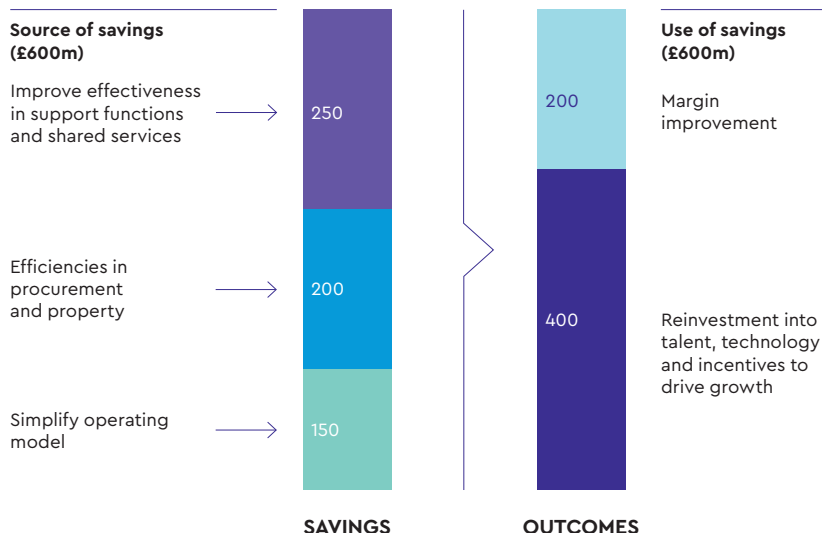 Source of savings
(£600m)
Improve effectiveness
in support functions
and shared services
250
Efficiencies in
procurement
and property
200
Simplify operating
model
150
SAVINGS
Use of savings
(£600m)
200
Margin
improvement
400
Reinvestment into
talent, technology
and incentives to
drive growth
OUTCOMES